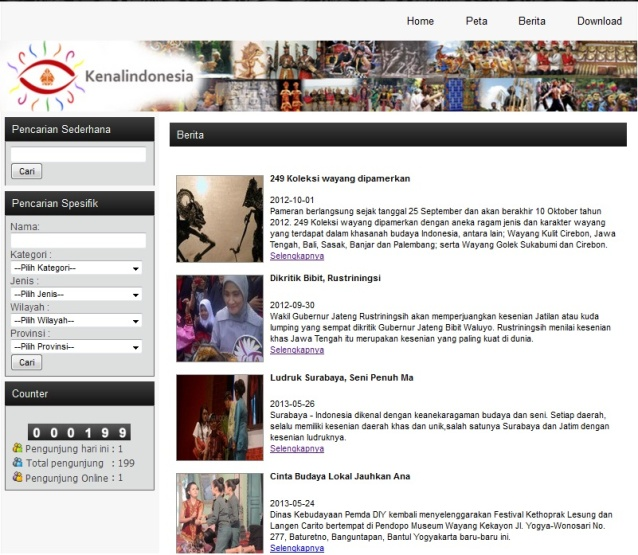 Home Peta Berita Download
Kenalindonesia
Pencarian Sederhana
Cari
Pencarian Spesifik
Nama:
Kategori :
--Pilih Kategori---
Jenis :
--Pilih Jenis---
Wilayah :
--Pilih Wilayah---
Provinsi :
--Pilih Provinsi---
Cari
Counter
000199
Pengunjung hari ini : 1
Total pengunjung : 199
Pengunjung Online : 1
Berita
249 Koleksi wayang dipamerkan
2012-10-01
Pameran berlangsung sejak tanggal 25 September dan akan berakhir 10 Oktober tahun
2012. 249 Koleksi wayang dipamerkan dengan aneka ragam jenis dan karakter wayang
yang terdapat dalam khasanah budaya Indonesia, antara lain; Wayang Kulit Cirebon, Jawa
Tengah, Bali, Sasak, Banjar dan Palembang; serta Wayang Golek Sukabumi dan Cirebon.
Selengkapnya
Dikritik Bibit, Rustriningsi
2012-09-30
Wakil Gubernur Jateng Rustriningsih akan memperjuangkan kesenian Jatilan atau kuda
lumping yang sempat dikritik Gubernur Jateng Bibit Waluyo. Rustriningsih menilai kesenian
khas Jawa Tengah itu merupakan kesenian yang paling kuat di dunia.
Selengkapnya
Ludruk Surabaya, Seni Penuh Ma
2013-05-26
Surabaya - Indonesia dikenal dengan keanekaragaman budaya dan seni. Setiap daerah,
selalu memiliki kesenian daerah khas dan unik,salah satunya Surabaya dan Jatim dengan
kesenian ludruknya.
Selengkapnya
Cinta Budaya Lokal Jauhkan Ana
2013-05-24
Dinas Kebudayaan Pemda DIY kembali menyelenggarakan Festival Kethoprak Lesung dan
Langen Carito bertempat di Pendopo Museum Wayang Kekayon Jl. Yogya-Wonosari No.
277, Baturetno, Banguntapan, Bantul Yogyakarta baru-baru ini.
Selengkapnya